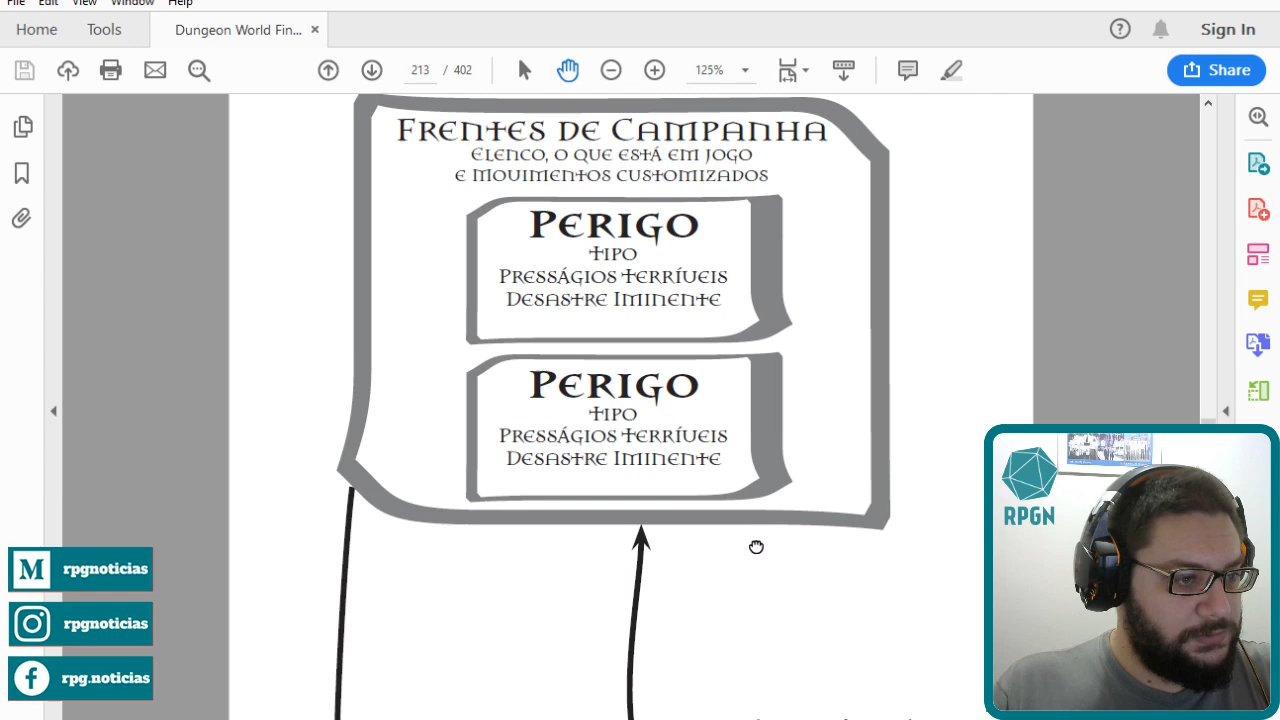 File Edit View Window Help
Home Tools Dungeon World Fin... × Sign In
213 / 402 125% Share
Frentes de Campanha
Elenco, o que está em jogo
e movimentos customizados
Perigo
Tipo
Presságios Terríveis
Desastre Iminente
Perigo
Tipo
Presságios Terríveis
Desastre Iminente
RPGN
M rpgnoticias
rpgnoticias
f rpg.noticias